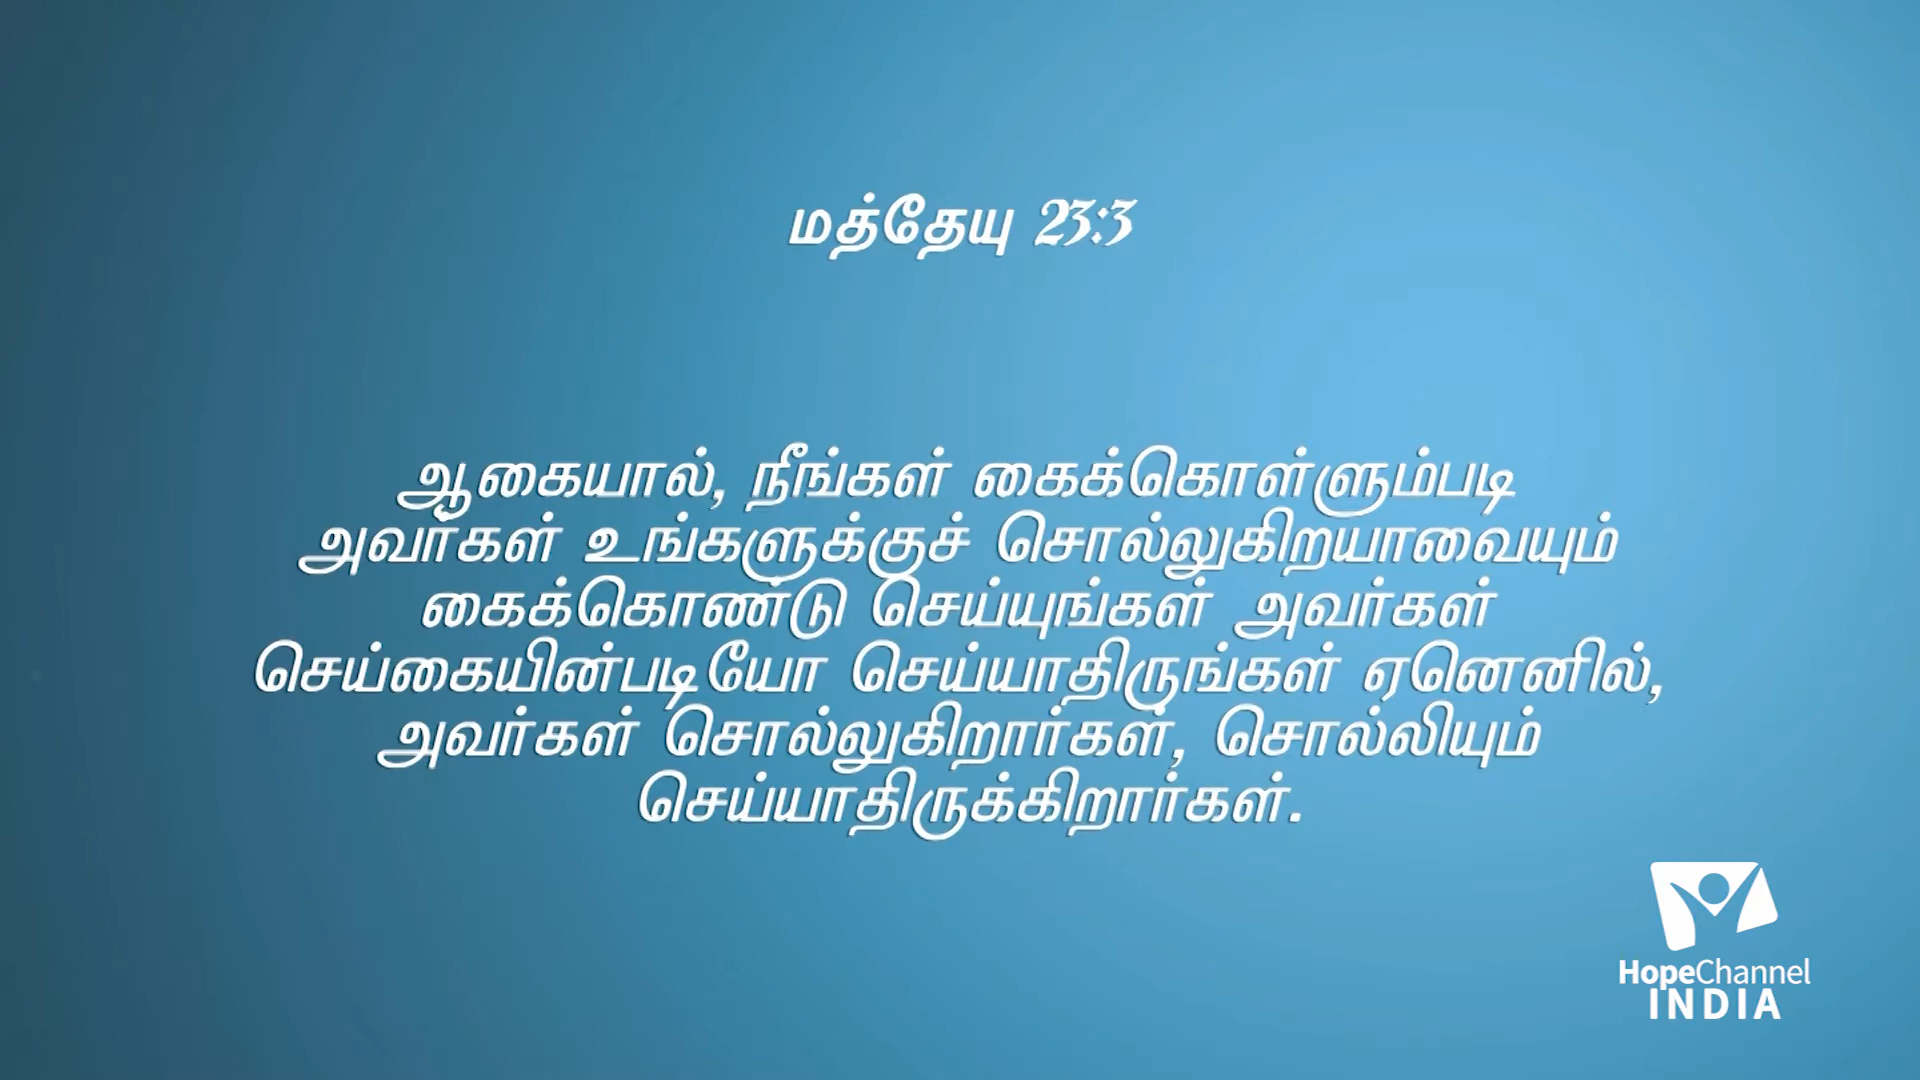 மத்தேயு 23:3
ஆகையால், நீங்கள் கைக்கொள்ளும்படி
அவர்கள் உங்களுக்குச் சொல்லுகிறயாவையும்
கைக்கொண்டு செய்யுங்கள் அவர்கள்
செய்கையின்படியோ செய்யாதிருங்கள் ஏனெனில்,
அவர்கள் சொல்லுகிறார்கள், சொல்லியும்
செய்யாதிருக்கிறார்கள்.
HopeChannel
INDIA